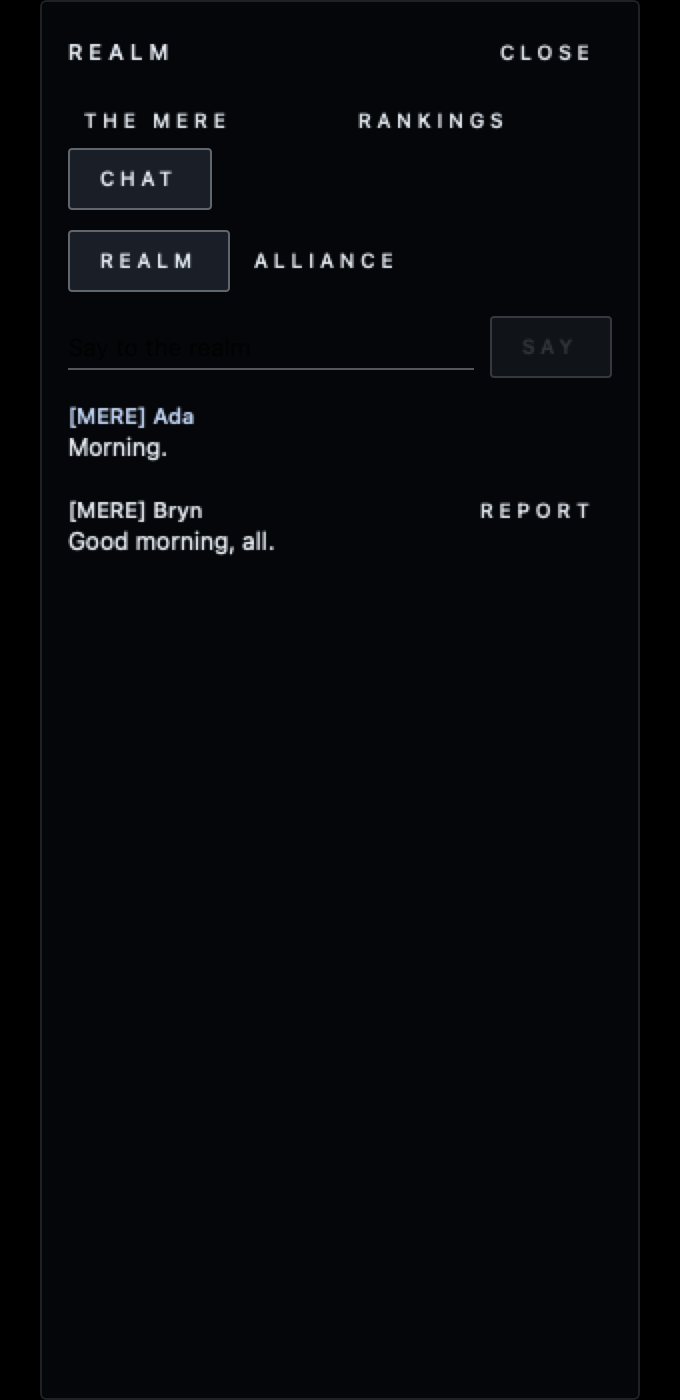 REALM
CLOSE
THE MERE
RANKINGS
CHAT
REALM
ALLIANCE
Say to the realm
SAY
[MERE] Ada
Morning.
[MERE] Bryn
REPORT
Good morning, all.